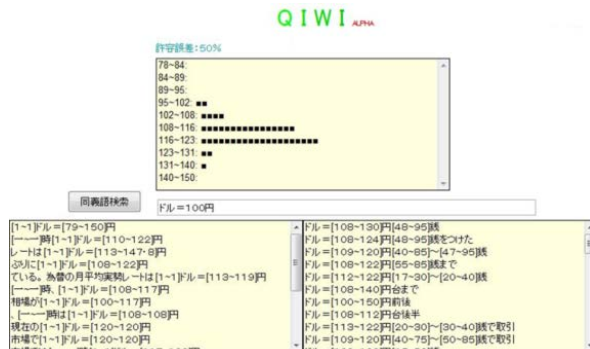 QIWI ALPHA
許容誤差:50%
78~84:
84~89:
89~95:
95~102: ■■
102~108: ■■■■
108~116: ■■■■■■■■■■■■■■■■
116~123: ■■■■■■■■■■■■■■■■■■■■
123~131: ■■
131~140: ■
140~150:
同義語検索
ドル=100円
[1~1]ドル=[79~150]円
[―~―]時[1~1]ドル=[110~122]円
レートは[1~1]ドル=[113~147・8]円
ぶりに[1~1]ドル=[108~122]円
ている。為替の月平均実勢レートは[1~1]ドル=[113~119]円
[―~―]時、[1~1]ドル=[108~117]円
相場が[1~1]ドル=[100~117]円
、[―~―]時は[1~1]ドル=[108~108]円
現在の[1~1]ドル=[120~120]円
市場で[1~1]ドル=[120~120]円
ドル=[108~130]円[48~95]銭
ドル=[108~124]円[48~95]銭をつけた
ドル=[109~120]円[40~85]~[47~95]銭
ドル=[108~122]円[55~85]銭まで
ドル=[112~122]円[17~30]~[20~40]銭
ドル=[108~140]円台まで
ドル=[100~150]円前後
ドル=[108~112]円台後半
ドル=[113~122]円[20~30]~[30~40]銭で取引
ドル=[109~120]円[40~75]~[50~85]銭で取引